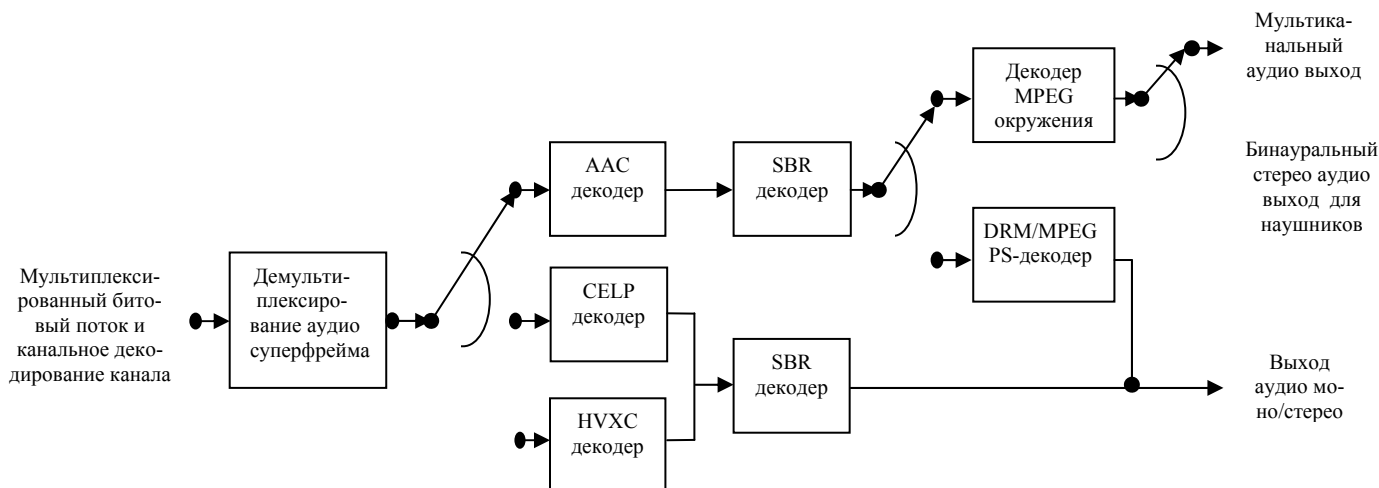 Мультиплекси-
рованный бито-
вый поток и
канальное деко-
дирование канала
Демульти-
плексиро-
вание аудио
суперфрейма
AAC
декодер
CELP
декодер
HVXC
декодер
SBR
декодер
SBR
декодер
Декодер
MPEG
окружения
DRM/MPEG
PS-декодер
Мультика-
нальный
аудио выход
Бинауральный
стерео аудио
выход для
наушников
Выход
аудио мо-
но/стерео